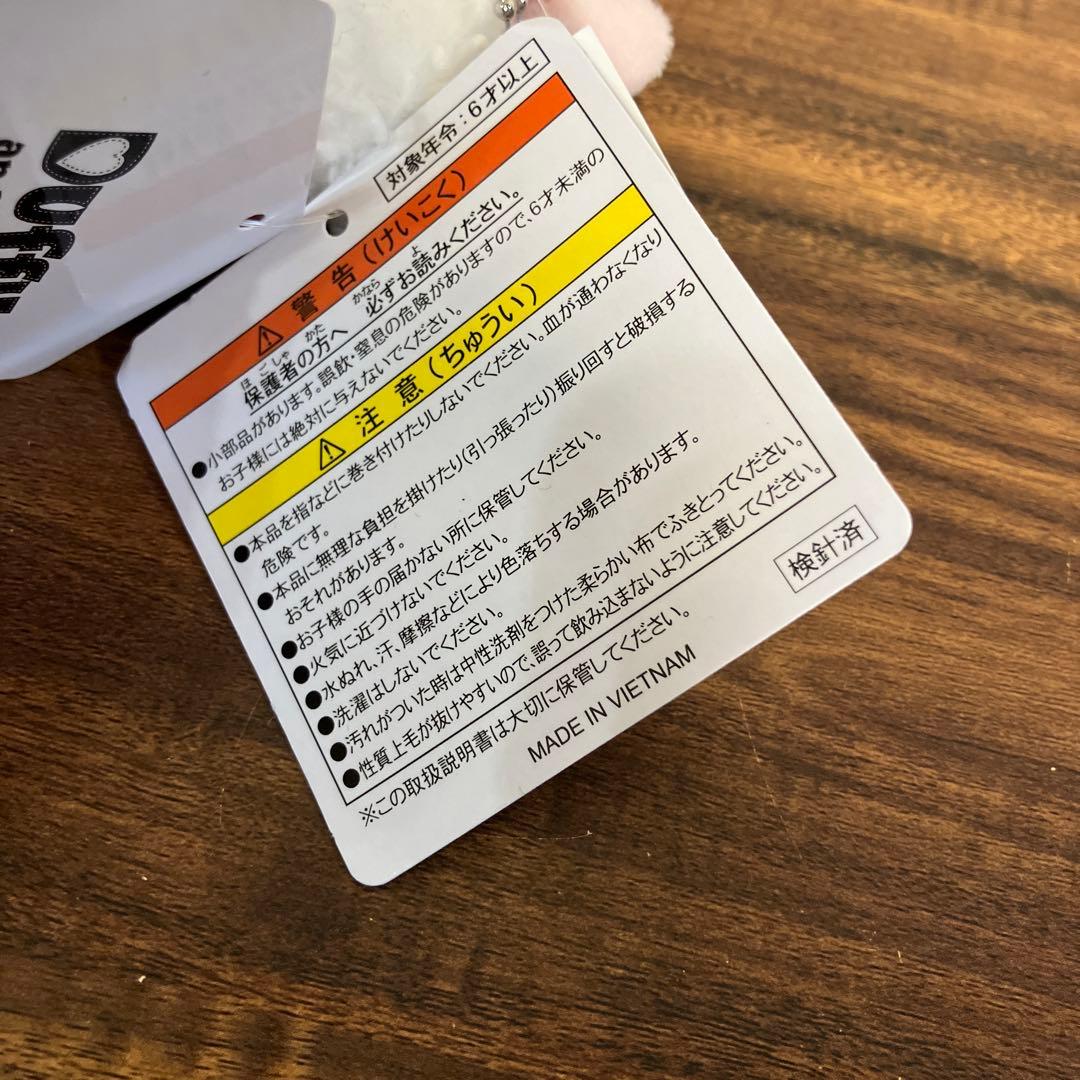 Duffy
対象年令：6才以上
⚠ 警告（けいこく）
保護者の方へ 必ずお読みください。
●小部品があります。誤飲・窒息の危険がありますので、6才未満の
お子様には絶対に与えないでください。
⚠ 注意（ちゅうい）
●本品を指などに巻き付けたりしないでください。血が通わなくなり
危険です。
●本品に無理な負担を掛けたり（引っ張ったり）振り回すと破損する
おそれがあります。
●お子様の手の届かない所に保管してください。
●火気に近づけないでください。
●水ぬれ、汗、摩擦などにより色落ちする場合があります。
●洗濯はしないでください。
●汚れがついた時は中性洗剤をつけた柔らかい布でふきとってください。
●性質上毛が抜けやすいので、誤って飲み込まないように注意してください。
※この取扱説明書は大切に保管してください。
MADE IN VIETNAM
検針済